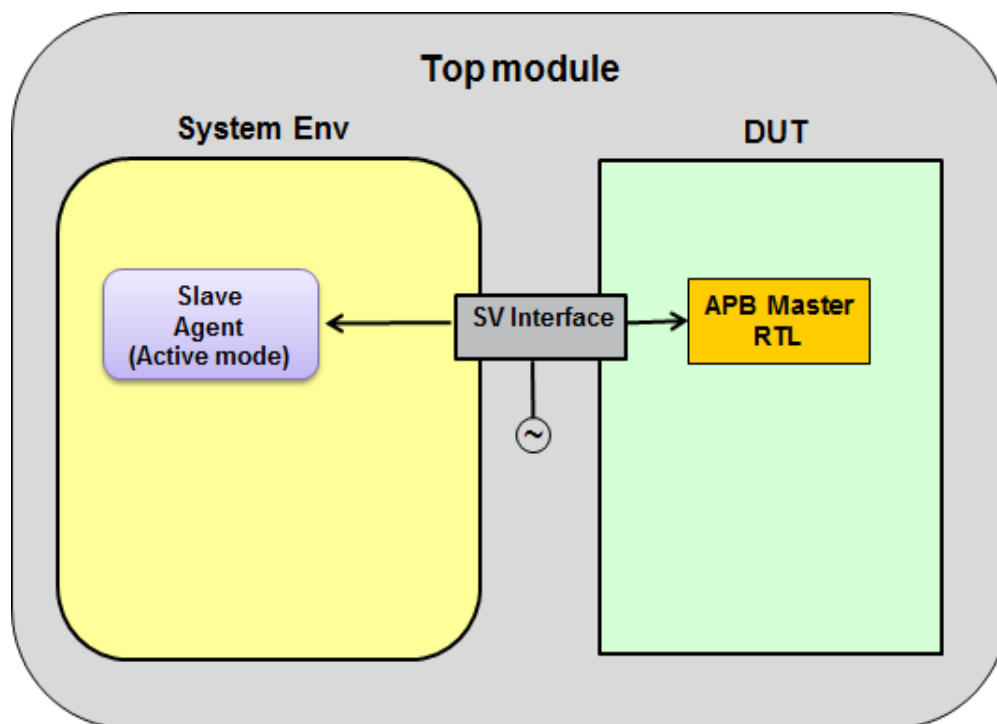 Top module
System Env
DUT
Slave
Agent
(Active mode)
SV Interface
APB Master
RTL
~